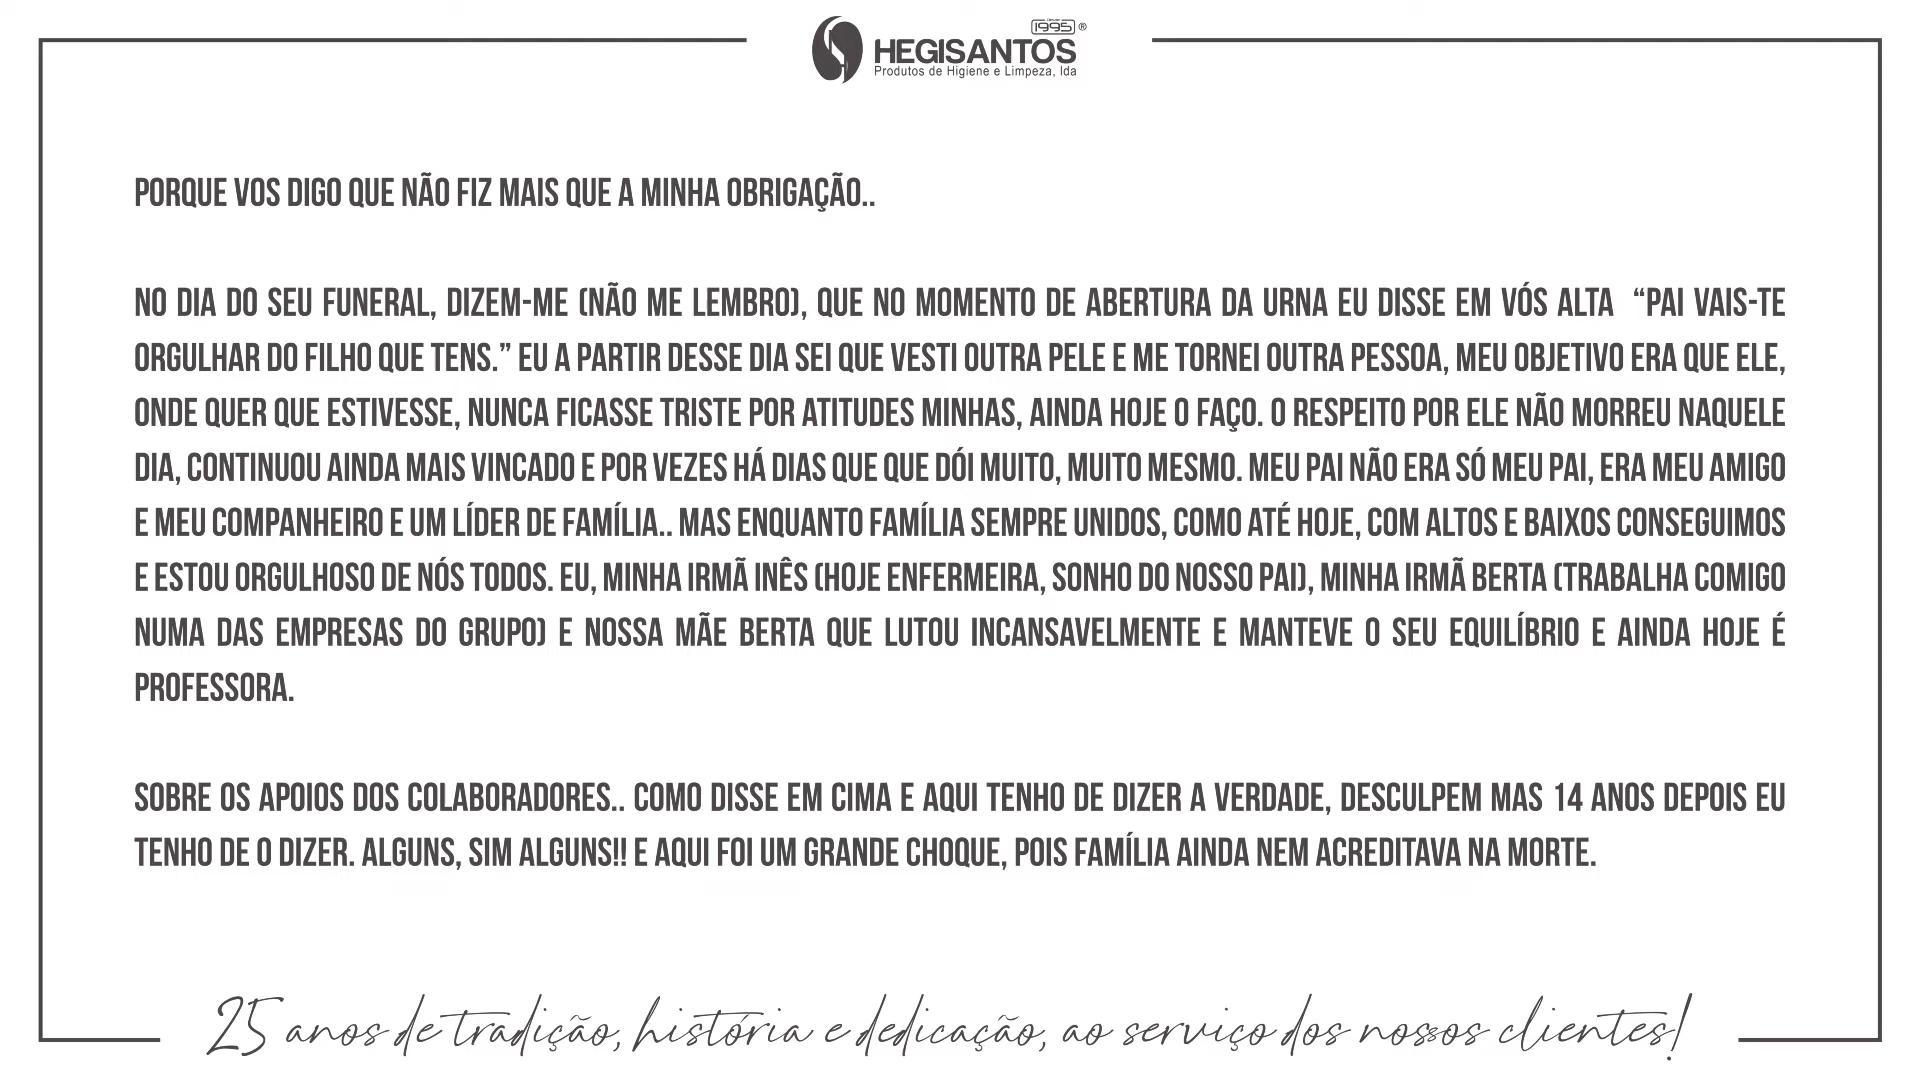 Desde
1995 ®
HEGISANTOS
Produtos de Higiene e Limpeza, lda
PORQUE VOS DIGO QUE NÃO FIZ MAIS QUE A MINHA OBRIGAÇÃO..
NO DIA DO SEU FUNERAL, DIZEM-ME (NÃO ME LEMBRO), QUE NO MOMENTO DE ABERTURA DA URNA EU DISSE EM VÓS ALTA “PAI VAIS-TE
ORGULHAR DO FILHO QUE TENS.” EU A PARTIR DESSE DIA SEI QUE VESTI OUTRA PELE E ME TORNEI OUTRA PESSOA, MEU OBJETIVO ERA QUE ELE,
ONDE QUER QUE ESTIVESSE, NUNCA FICASSE TRISTE POR ATITUDES MINHAS, AINDA HOJE O FAÇO. O RESPEITO POR ELE NÃO MORREU NAQUELE
DIA, CONTINUOU AINDA MAIS VINCADO E POR VEZES HÁ DIAS QUE QUE DÓI MUITO, MUITO MESMO. MEU PAI NÃO ERA SÓ MEU PAI, ERA MEU AMIGO
E MEU COMPANHEIRO E UM LÍDER DE FAMÍLIA.. MAS ENQUANTO FAMÍLIA SEMPRE UNIDOS, COMO ATÉ HOJE, COM ALTOS E BAIXOS CONSEGUIMOS
E ESTOU ORGULHOSO DE NÓS TODOS. EU, MINHA IRMÃ INÊS (HOJE ENFERMEIRA, SONHO DO NOSSO PAI), MINHA IRMÃ BERTA (TRABALHA COMIGO
NUMA DAS EMPRESAS DO GRUPO) E NOSSA MÃE BERTA QUE LUTOU INCANSAVELMENTE E MANTEVE O SEU EQUILÍBRIO E AINDA HOJE É
PROFESSORA.
SOBRE OS APOIOS DOS COLABORADORES.. COMO DISSE EM CIMA E AQUI TENHO DE DIZER A VERDADE, DESCULPEM MAS 14 ANOS DEPOIS EU
TENHO DE O DIZER. ALGUNS, SIM ALGUNS!! E AQUI FOI UM GRANDE CHOQUE, POIS FAMÍLIA AINDA NEM ACREDITAVA NA MORTE.
25 anos de tradição, história e dedicação, ao serviço dos nossos clientes!